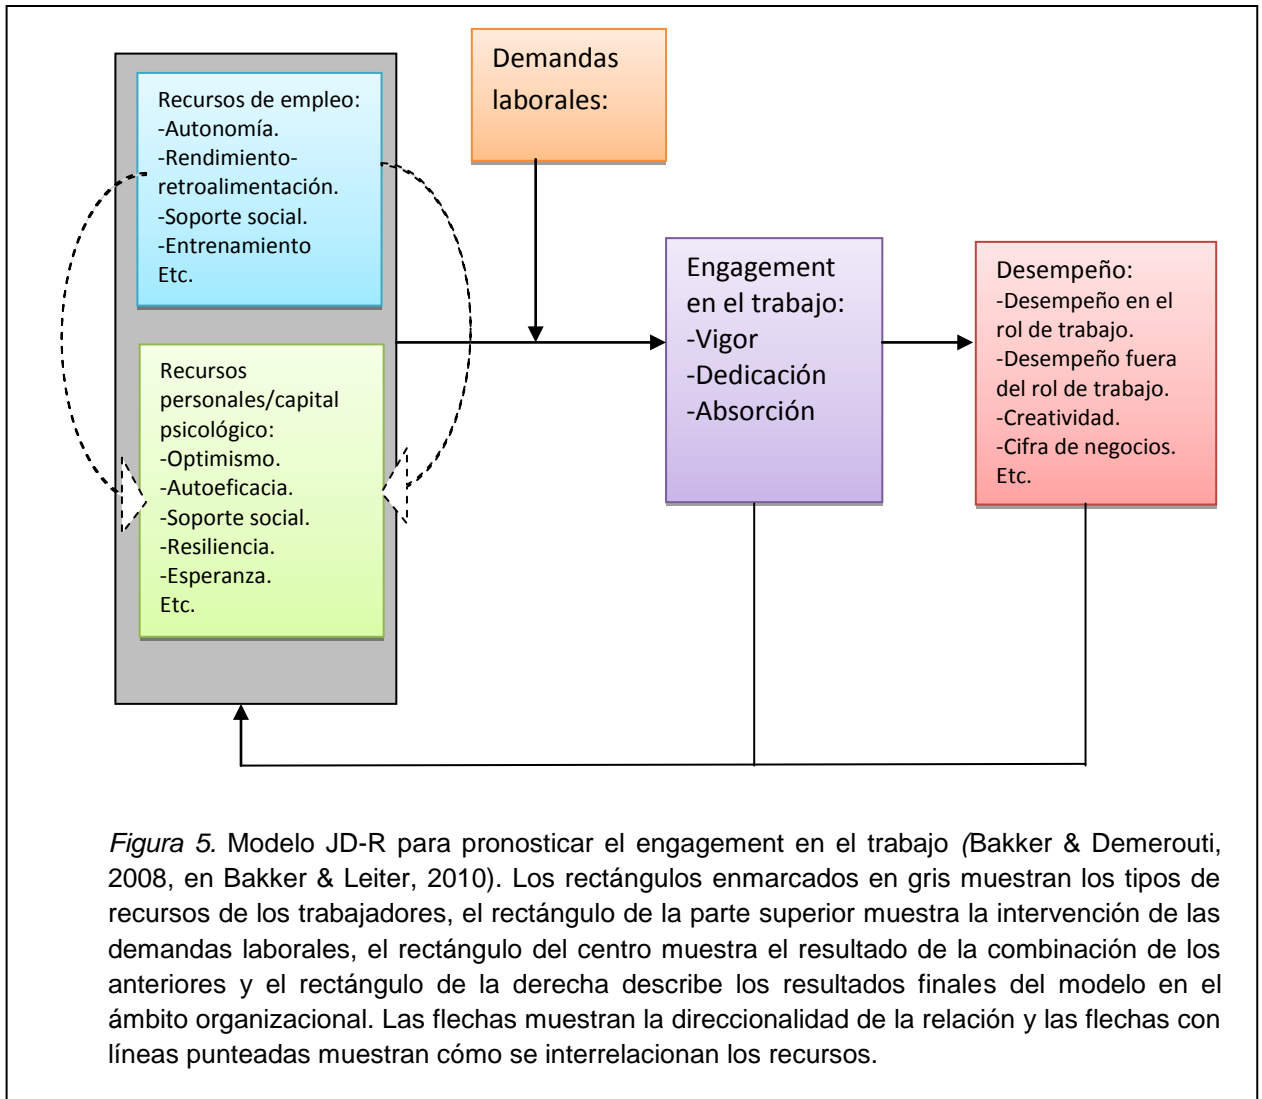 Recursos de empleo:
-Autonomía.
-Rendimiento-
retroalimentación.
-Soporte social.
-Entrenamiento
Etc.
Recursos
personales/capital
psicológico:
-Optimismo.
-Autoeficacia.
-Soporte social.
-Resiliencia.
-Esperanza.
Etc.
Demandas
laborales:
Engagement
en el trabajo:
-Vigor
-Dedicación
-Absorción
Desempeño:
-Desempeño en el
rol de trabajo.
-Desempeño fuera
del rol de trabajo.
-Creatividad.
-Cifra de negocios.
Etc.
Figura 5. Modelo JD-R para pronosticar el engagement en el trabajo (Bakker & Demerouti,
2008, en Bakker & Leiter, 2010). Los rectángulos enmarcados en gris muestran los tipos de
recursos de los trabajadores, el rectángulo de la parte superior muestra la intervención de las
demandas laborales, el rectángulo del centro muestra el resultado de la combinación de los
anteriores y el rectángulo de la derecha describe los resultados finales del modelo en el
ámbito organizacional. Las flechas muestran la direccionalidad de la relación y las flechas con
líneas punteadas muestran cómo se interrelacionan los recursos.